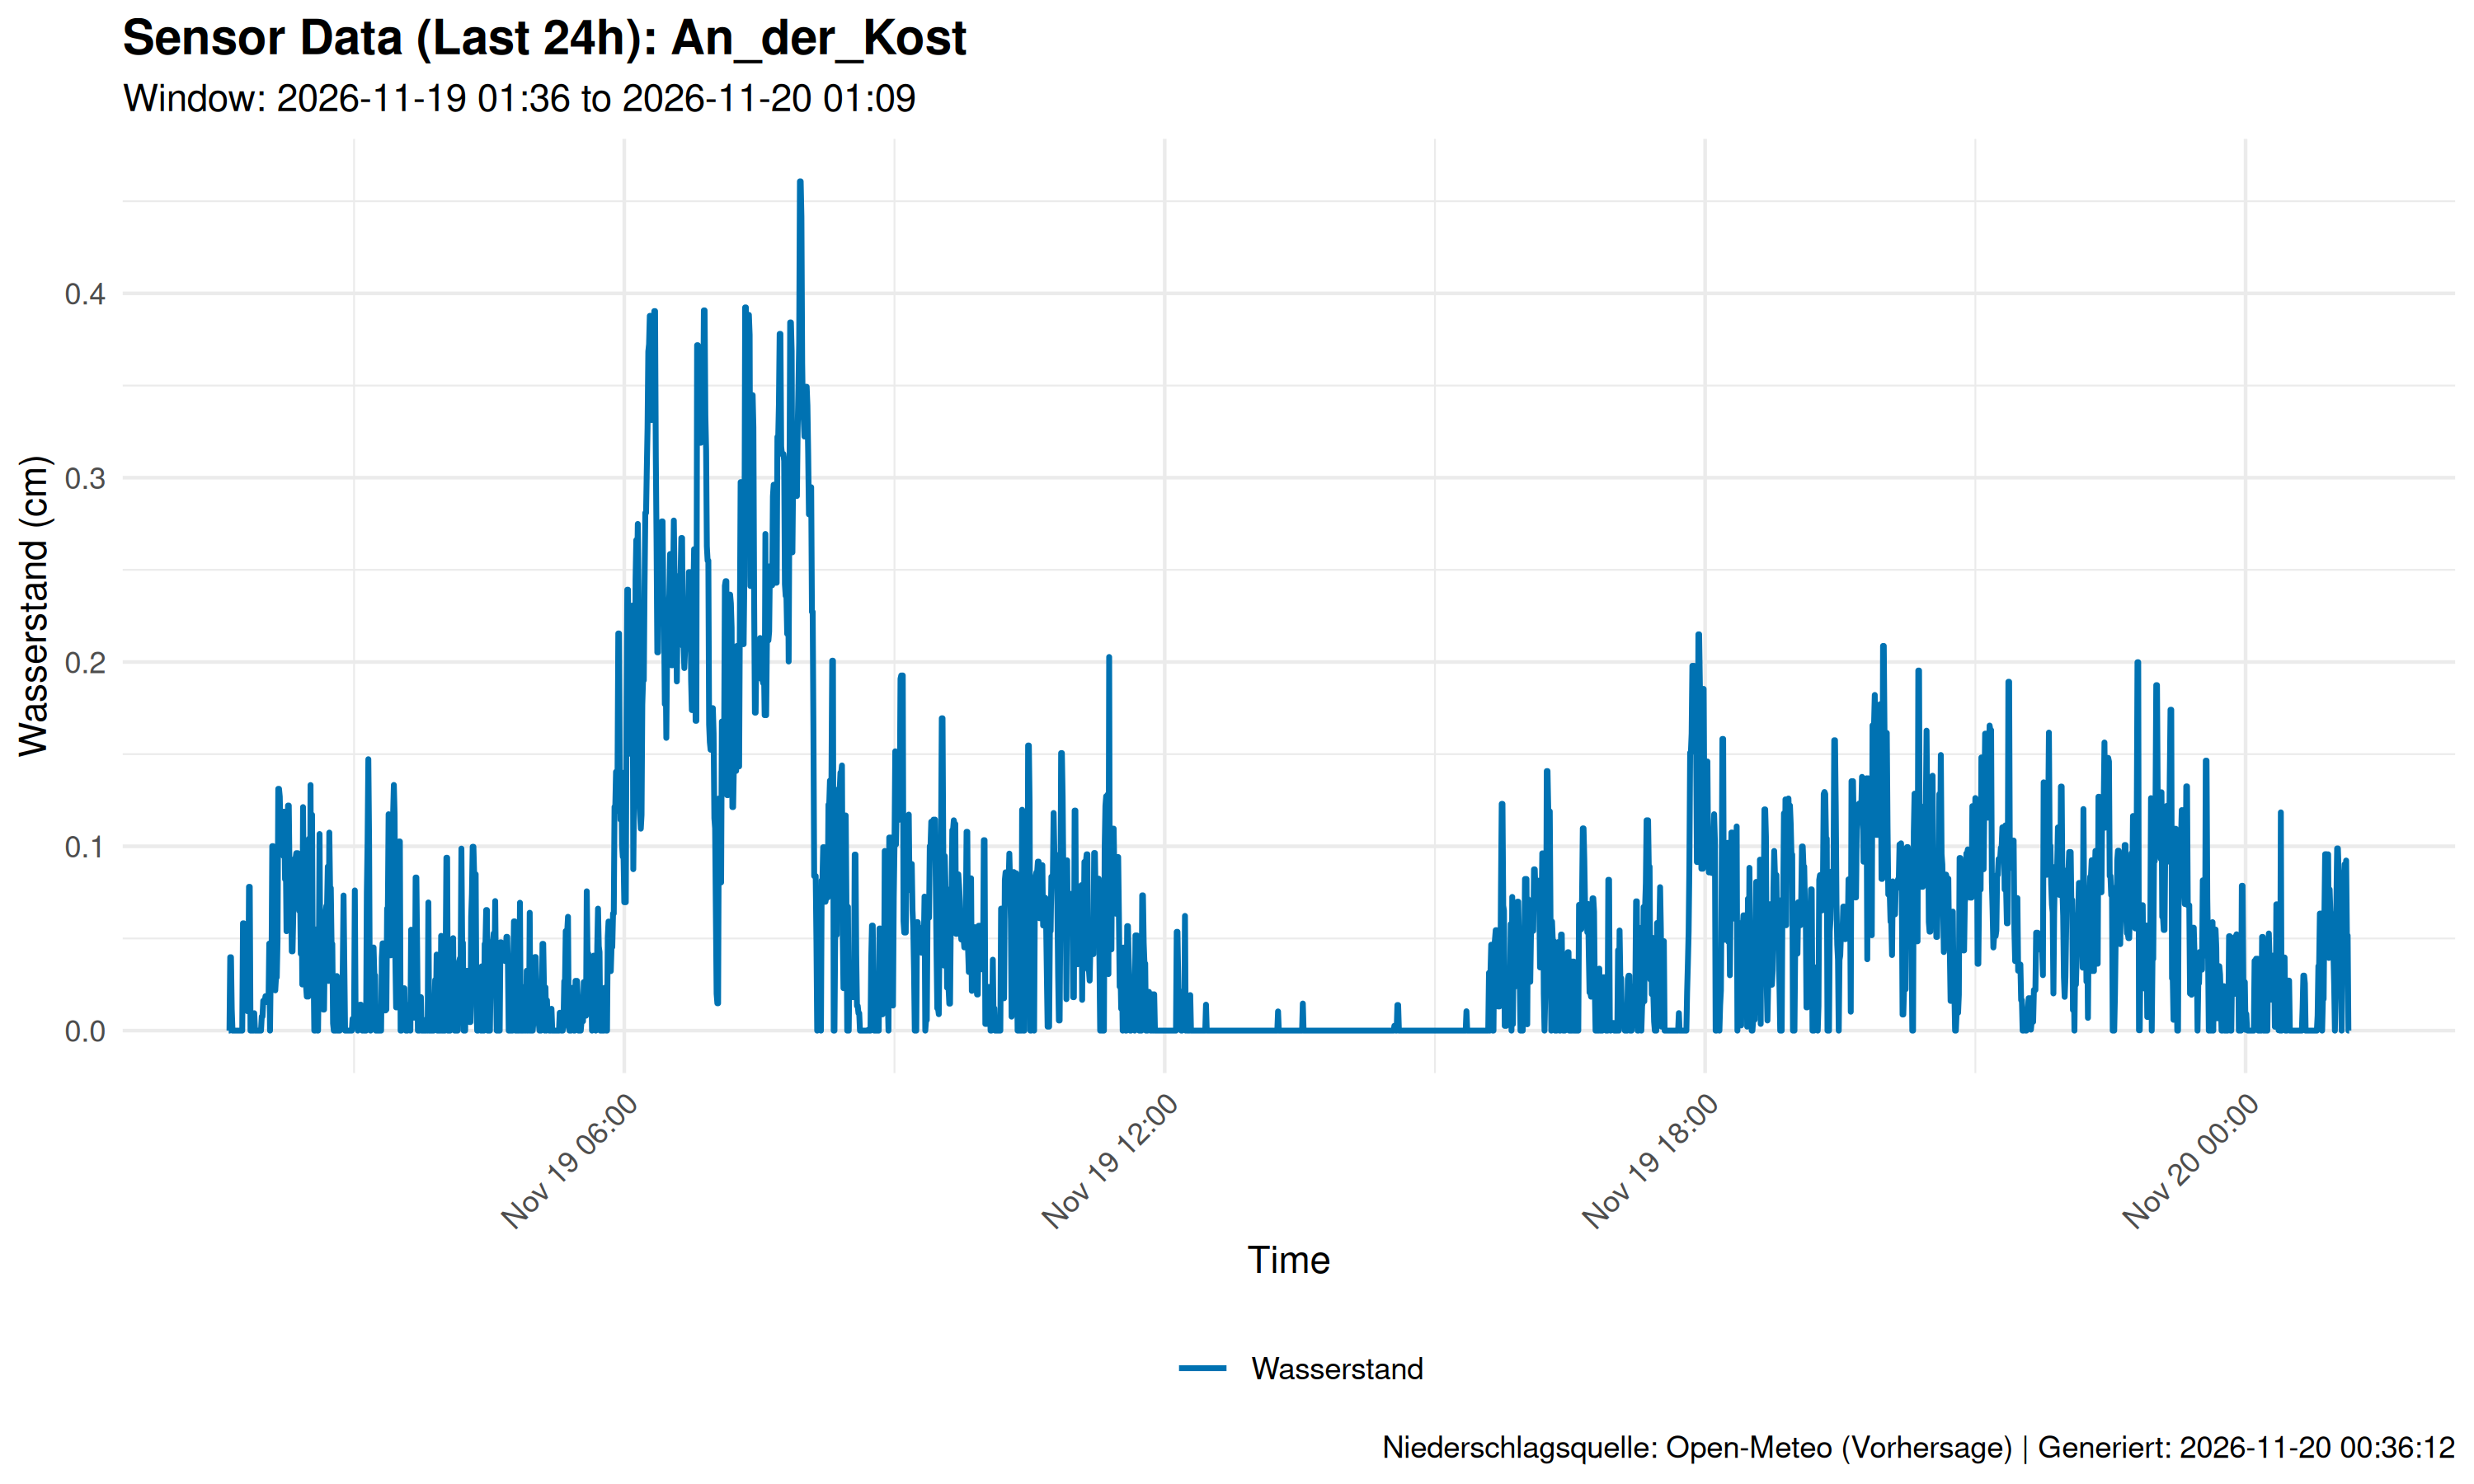 Sensor Data (Last 24h): An_der_Kost
Window: 2026-11-19 01:36 to 2026-11-20 01:09
Wasserstand (cm)
0.4
0.3
0.2
0.1
0.0
Nov 19 06:00
Nov 19 12:00
Nov 19 18:00
Nov 20 00:00
Time
Wasserstand
Niederschlagsquelle: Open-Meteo (Vorhersage) | Generiert: 2026-11-20 00:36:12